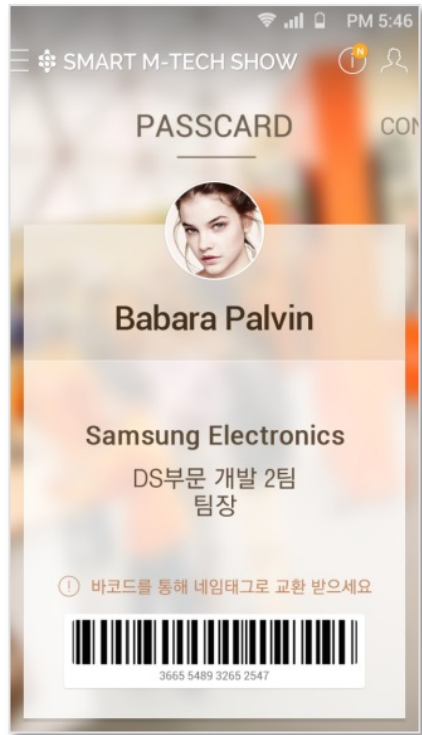 PM 5:46
SMART M-TECH SHOW
N
PASSCARD
CON
Babara Palvin
Samsung Electronics
DS부문 개발 2팀
팀장
바코드를 통해 네임태그로 교환 받으세요
3665 5489 3265 2547